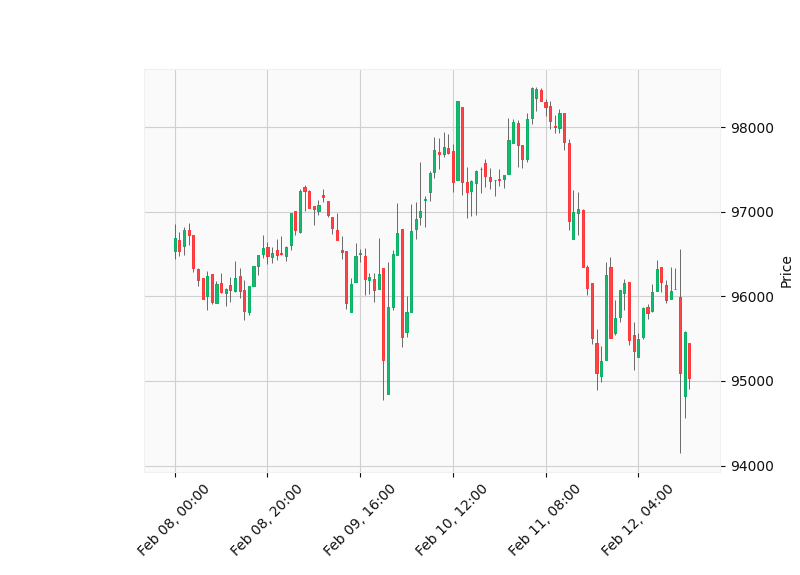 98000
97000
96000
95000
94000
Price
Feb 08, 00:00
Feb 08, 20:00
Feb 09, 16:00
Feb 10, 12:00
Feb 11, 08:00
Feb 12, 04:00